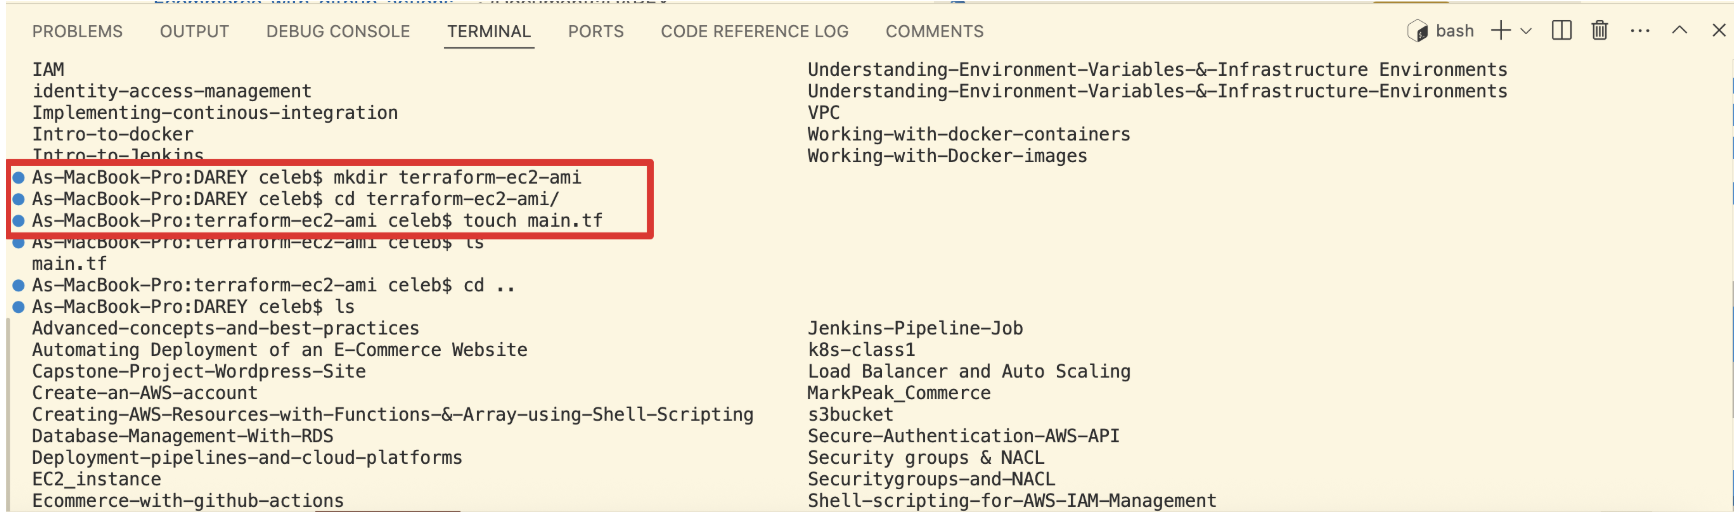 PROBLEMS OUTPUT DEBUG CONSOLE TERMINAL PORTS CODE REFERENCE LOG COMMENTS bash
IAM Understanding-Environment-Variables-&-Infrastructure Environments
identity-access-management Understanding-Environment-Variables-&-Infrastructure-Environments
Implementing-continous-integration VPC
Intro-to-docker Working-with-docker-containers
Intro-to-Jenkins Working-with-Docker-images
As-MacBook-Pro:DAREY celeb$ mkdir terraform-ec2-ami
As-MacBook-Pro:DAREY celeb$ cd terraform-ec2-ami/
As-MacBook-Pro:terraform-ec2-ami celeb$ touch main.tf
As-MacBook-Pro:terraform-ec2-ami celeb$ ls
main.tf
As-MacBook-Pro:terraform-ec2-ami celeb$ cd ..
As-MacBook-Pro:DAREY celeb$ ls
Advanced-concepts-and-best-practices Jenkins-Pipeline-Job
Automating Deployment of an E-Commerce Website k8s-class1
Capstone-Project-Wordpress-Site Load Balancer and Auto Scaling
Create-an-AWS-account MarkPeak_Commerce
Creating-AWS-Resources-with-Functions-&-Array-using-Shell-Scripting s3bucket
Database-Management-With-RDS Secure-Authentication-AWS-API
Deployment-pipelines-and-cloud-platforms Security groups & NACL
EC2_instance Securitygroups-and-NACL
Ecommerce-with-github-actions Shell-scripting-for-AWS-IAM-Management